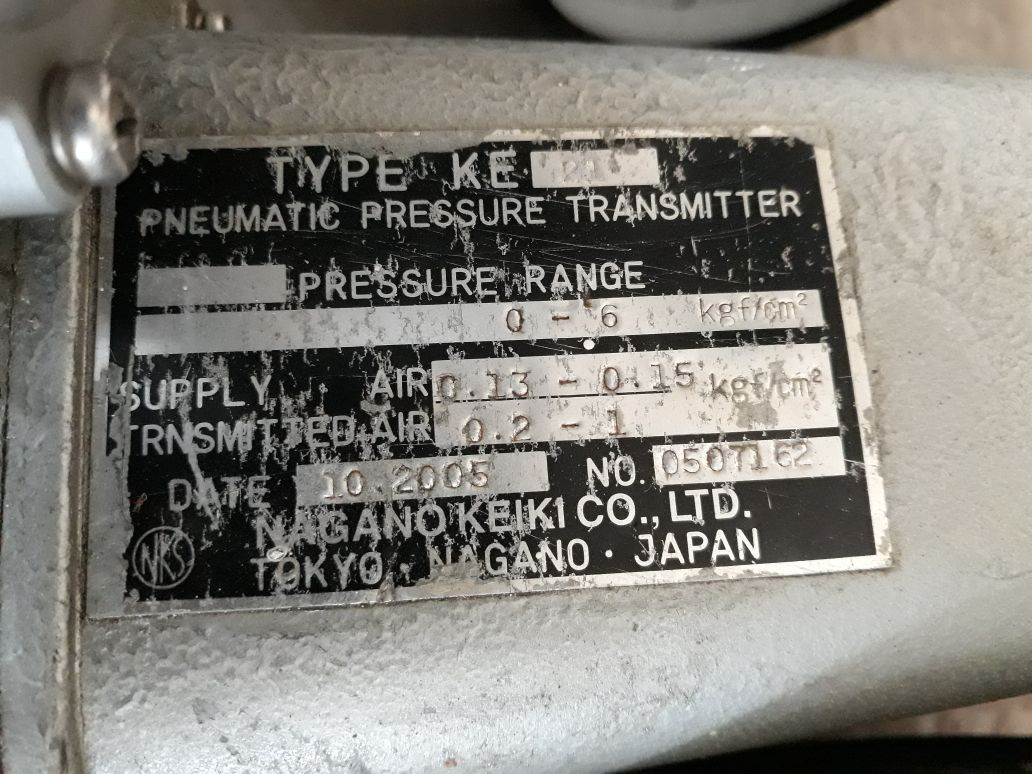 TYPE KE 21
PNEUMATIC PRESSURE TRANSMITTER
PRESSURE RANGE
0 - 6 kgf/cm²
SUPPLY AIR 0.13 - 0.15 kgf/cm²
TRNSMITTED AIR 0.2 - 1
DATE 10.2005 NO. 0507162
NAGANO KEIKI CO., LTD.
TOKYO · NAGANO · JAPAN
NKS